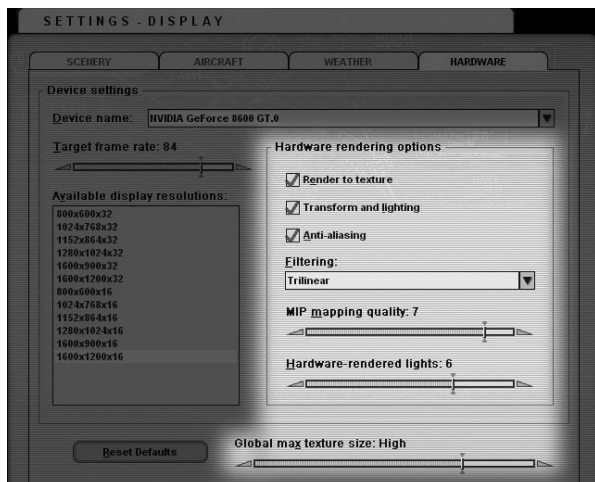 SETTINGS - DISPLAY
SCENERY AIRCRAFT WEATHER HARDWARE
Device settings
Device name: NVIDIA GeForce 8600 GT.0
Target frame rate: 84
Available display resolutions:
800x600x32
1024x768x32
1152x864x32
1280x1024x32
1600x900x32
1600x1200x32
800x600x16
1024x768x16
1152x864x16
1280x1024x16
1600x900x16
1600x1200x16
Hardware rendering options
Render to texture
Transform and lighting
Anti-aliasing
Filtering:
Trilinear
MIP mapping quality: 7
Hardware-rendered lights: 6
Reset Defaults
Global max texture size: High